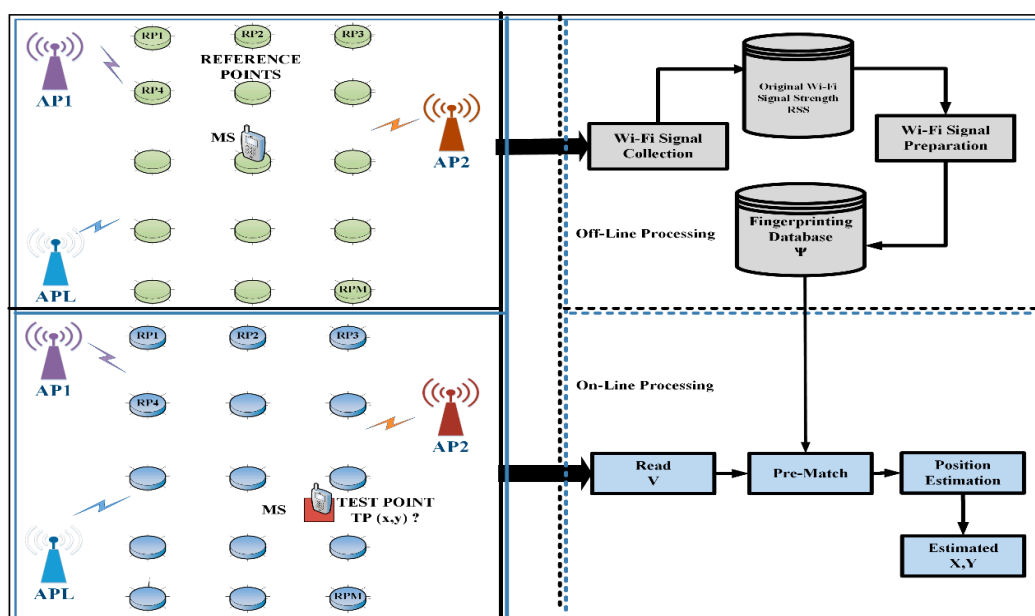 RP1
RP2
RP3
REFERENCE
POINTS
AP1
RP4
MS
AP2
APL
RPM
Original Wi-Fi
Signal Strength
RSS
Wi-Fi Signal
Collection
Wi-Fi Signal
Preparation
Fingerprinting
Database
Ψ
Off-Line Processing
RP1
RP2
RP3
AP1
RP4
AP2
MS
TEST POINT
TP (x,y) ?
APL
RPM
On-Line Processing
Read
V
Pre-Match
Position
Estimation
Estimated
X,Y